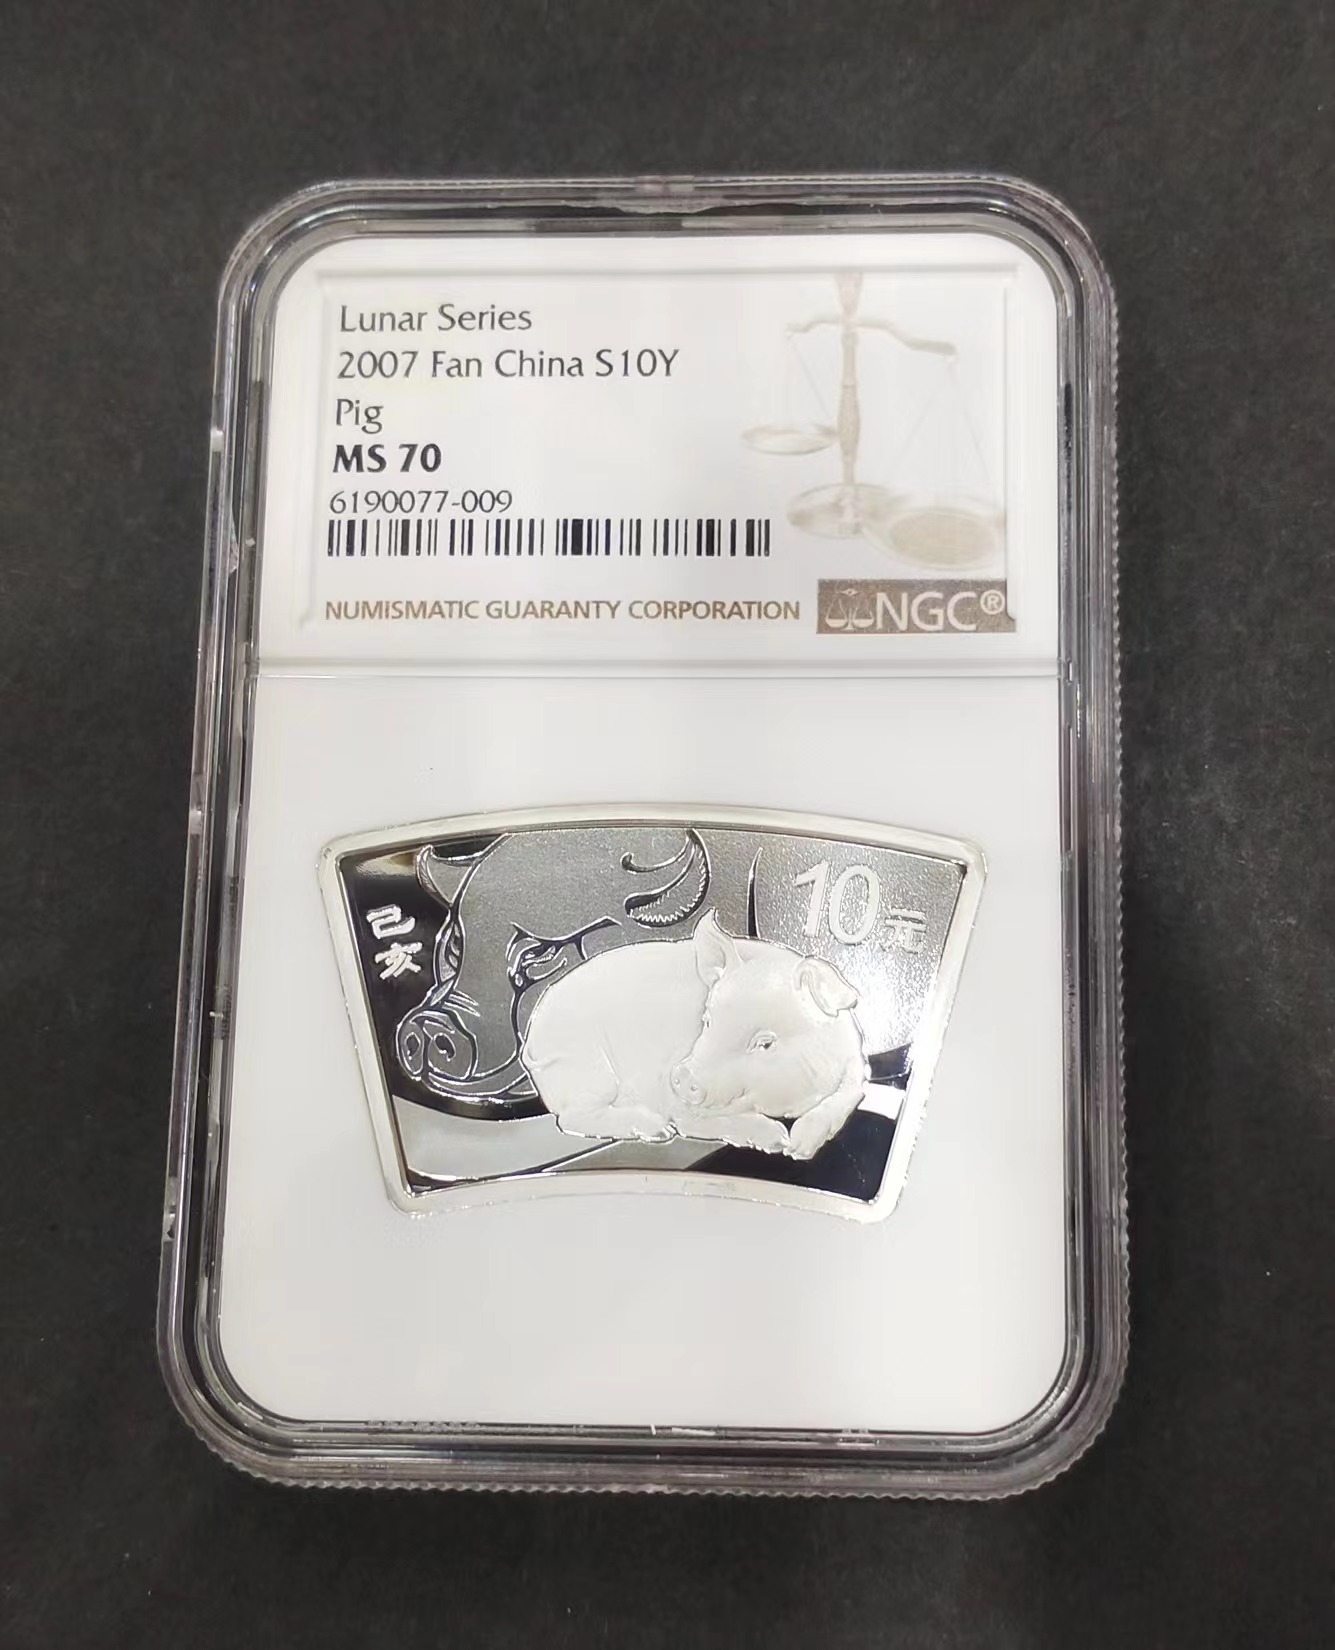 Lunar Series
2007 Fan China S10Y
Pig
MS 70
6190077-009
NUMISMATIC GUARANTY CORPORATION NGC®
10元
己亥